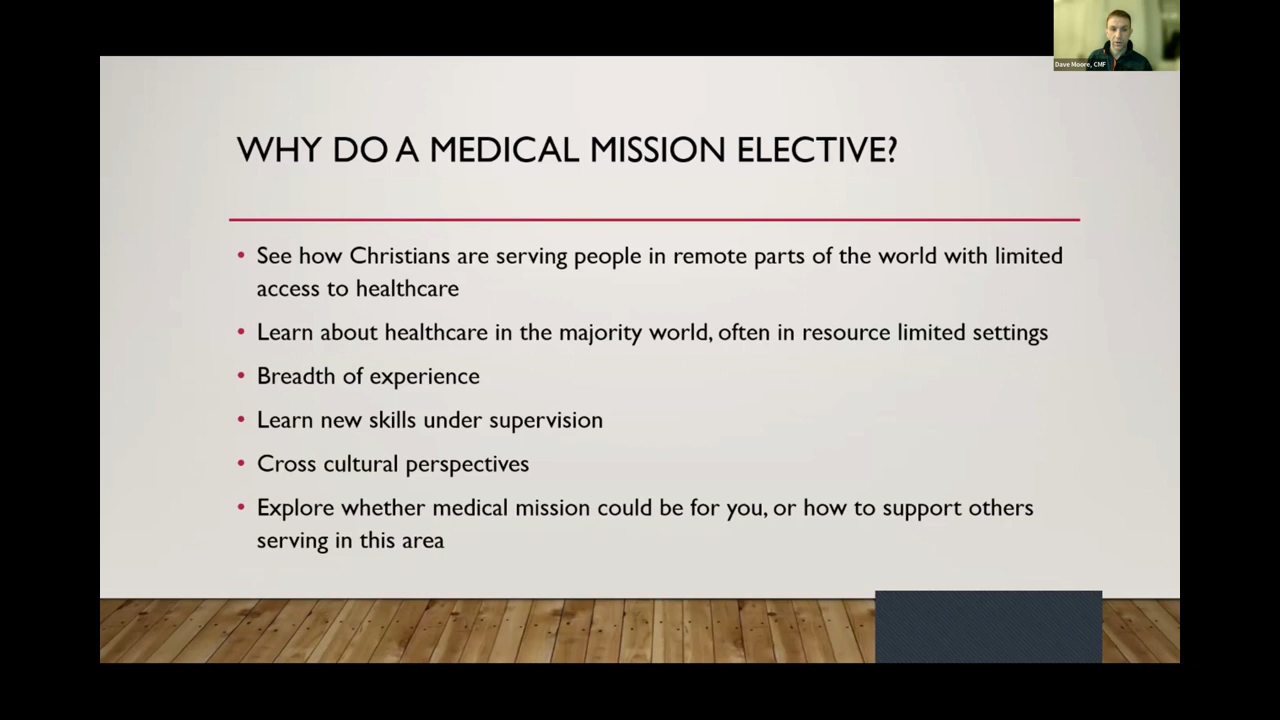 Dave Moore, CMF
WHY DO A MEDICAL MISSION ELECTIVE?
• See how Christians are serving people in remote parts of the world with limited
access to healthcare
• Learn about healthcare in the majority world, often in resource limited settings
• Breadth of experience
• Learn new skills under supervision
• Cross cultural perspectives
• Explore whether medical mission could be for you, or how to support others
serving in this area